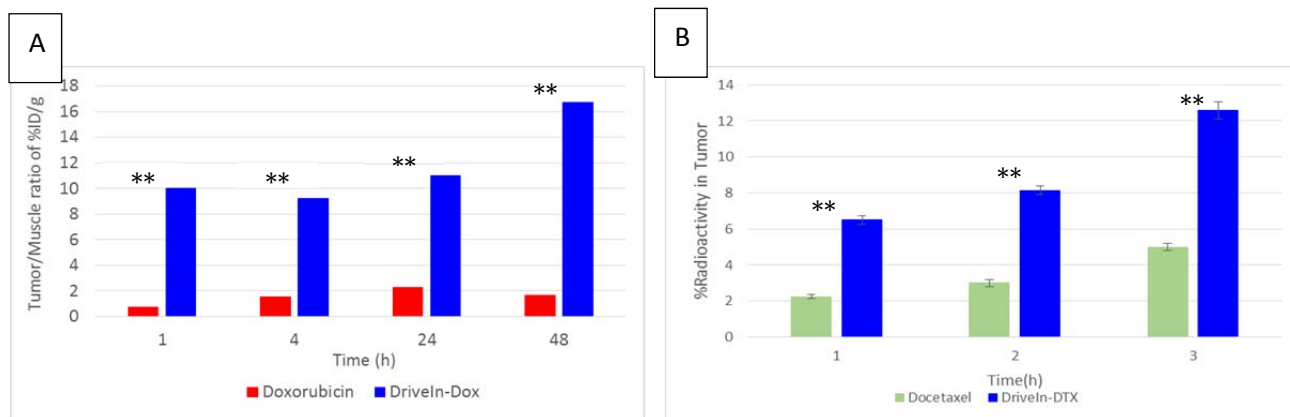 A
Tumor/Muscle ratio of %ID/g
18
16
14
12
10
8
6
4
2
0
**
**
**
**
1 4 24 48
Time (h)
Doxorubicin DriveIn-Dox
B
%Radioactivity in Tumor
14
12
10
8
6
4
2
0
**
**
**
1 2 3
Time(h)
Docetaxel DriveIn-DTX